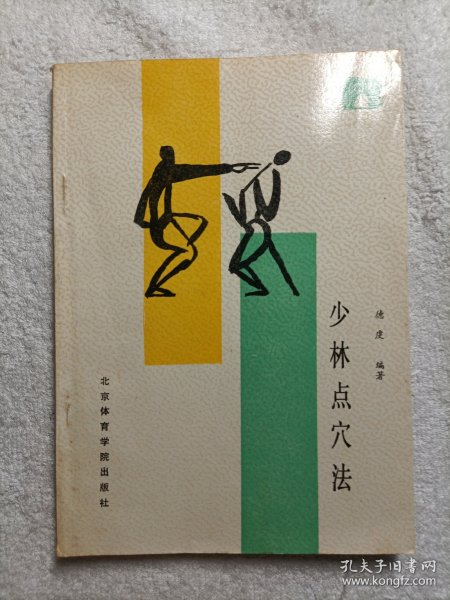 少林点穴法
德虔 编著
北京体育学院出版社
孔夫子旧书网
www.kongfz.com